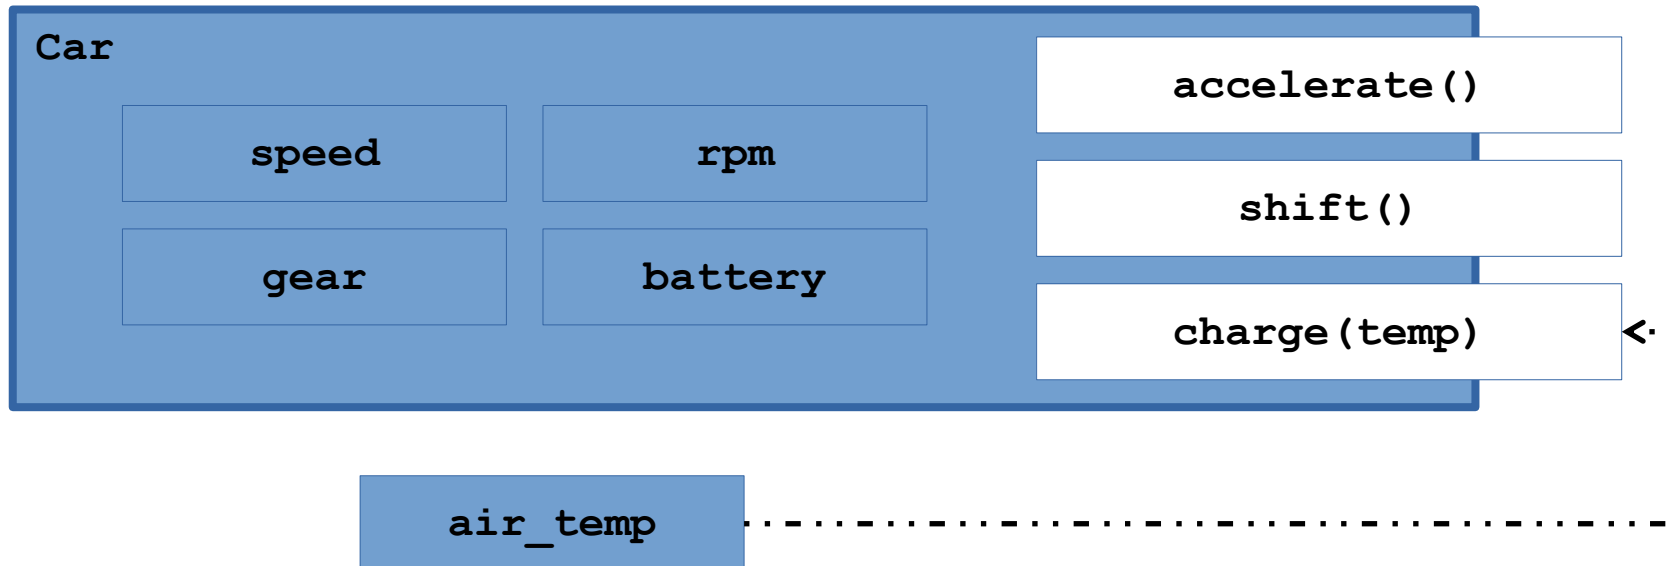 Car
accelerate()
speed
rpm
shift()
gear
battery
charge(temp)
air_temp